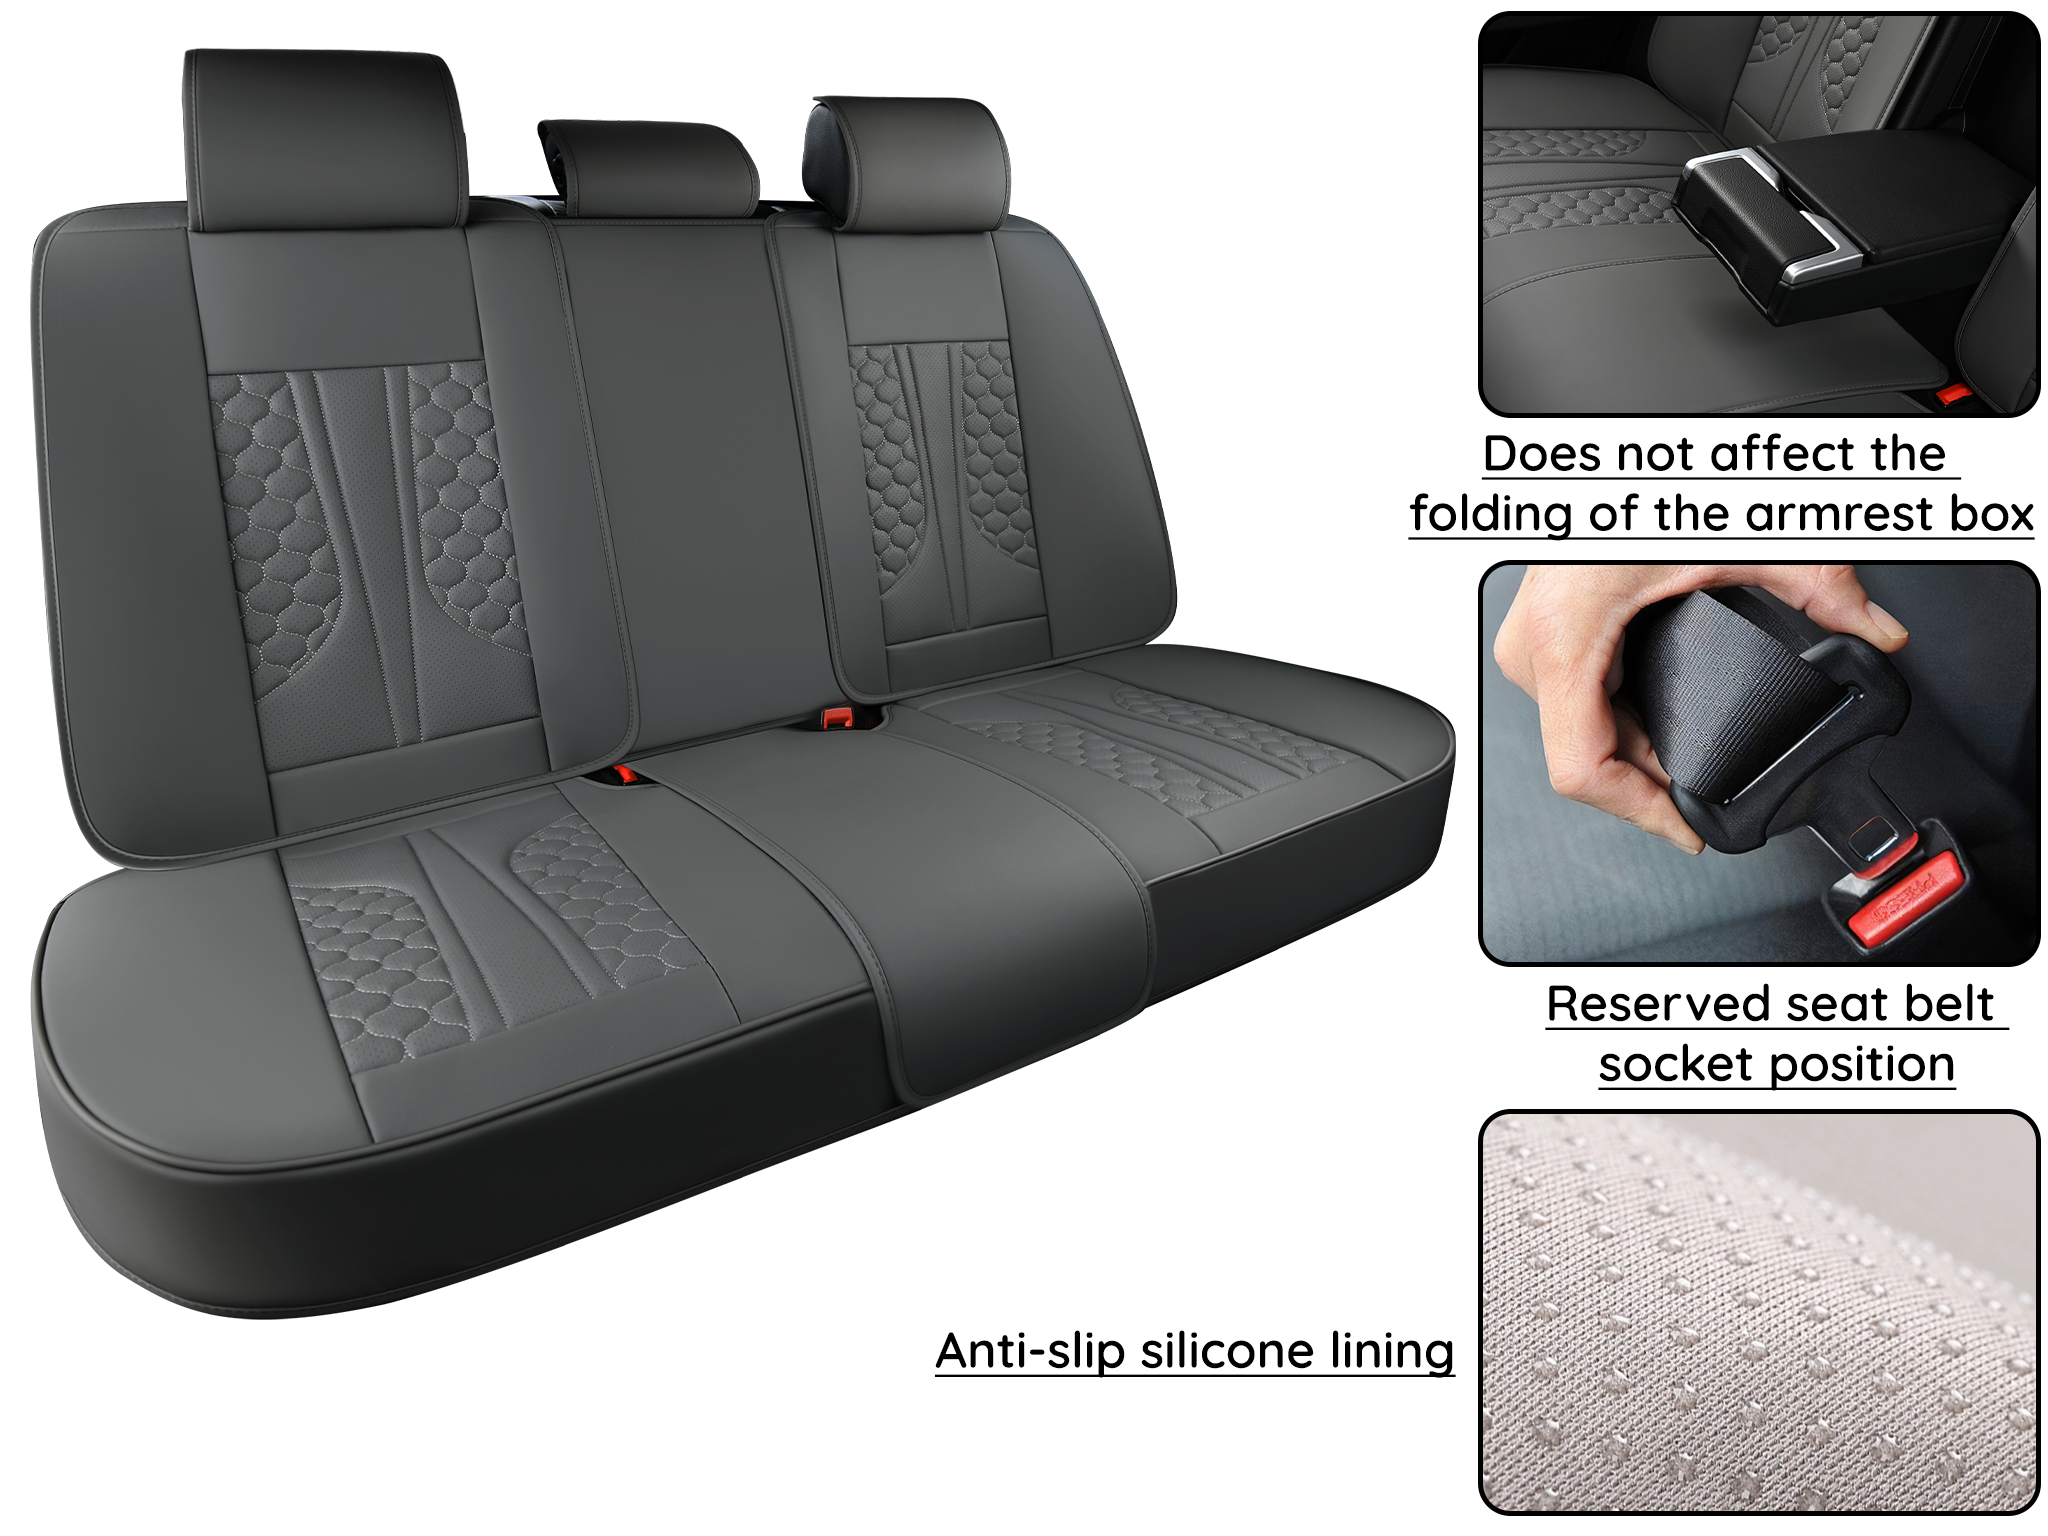 Does not affect the
folding of the armrest box
Reserved seat belt
socket position
Anti-slip silicone lining